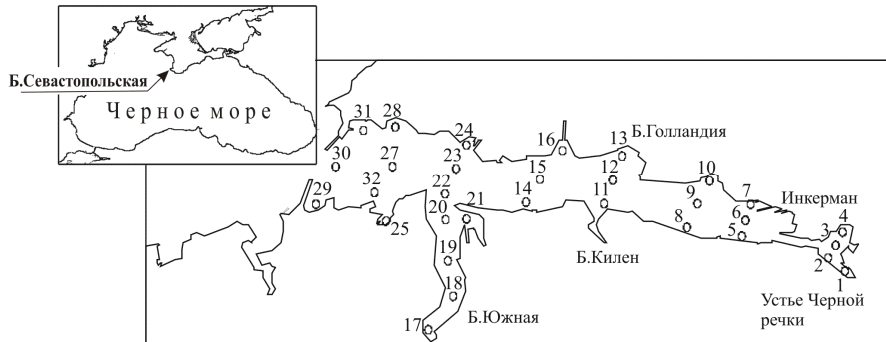 Б.Севастопольская
Черное море
31 28
24
16
13 Б.Голландия
30 27 23 15 12 10
32 22
29 14 11 9 7 Инкерман
20 21
25 8 6 4
5 3
19 Б.Килен 2
1
18 Устье Черной
17 Б.Южная речки